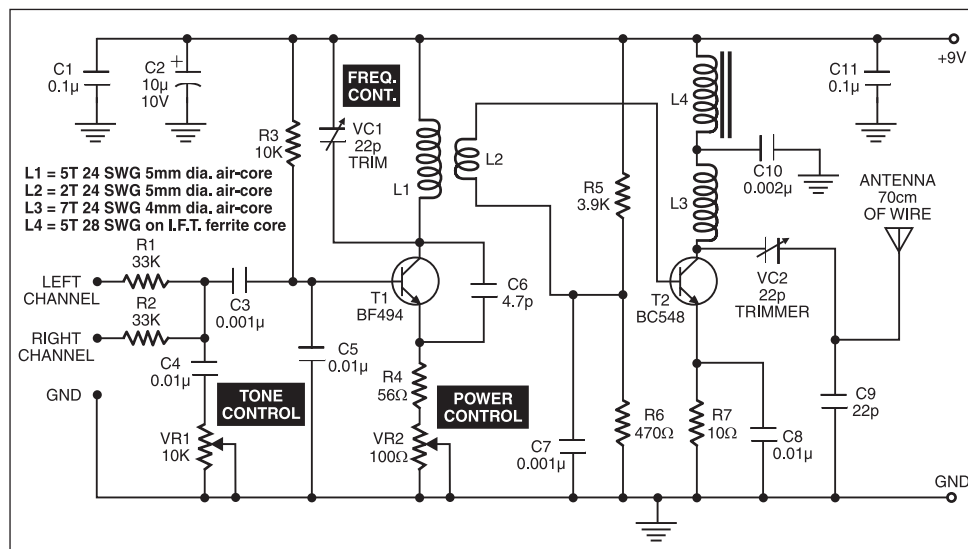 +9V
C1
0.1µ
C2
10µ
10V
+
R3
10K
FREQ.
CONT.
VC1
22p
TRIM
L1
L2
R5
3.9K
L4
L3
C10
0.002µ
C11
0.1µ
ANTENNA
70cm
OF WIRE
L1 = 5T 24 SWG 5mm dia. air-core
L2 = 2T 24 SWG 5mm dia. air-core
L3 = 7T 24 SWG 4mm dia. air-core
L4 = 5T 28 SWG on I.F.T. ferrite core
R1
33K
LEFT
CHANNEL
R2
33K
RIGHT
CHANNEL
C3
0.001µ
C4
0.01µ
GND
TONE
CONTROL
VR1
10K
C5
0.01µ
T1
BF494
C6
4.7p
R4
56Ω
POWER
CONTROL
VR2
100Ω
C7
0.001µ
R6
470Ω
T2
BC548
VC2
22p
TRIMMER
R7
10Ω
C8
0.01µ
C9
22p
GND